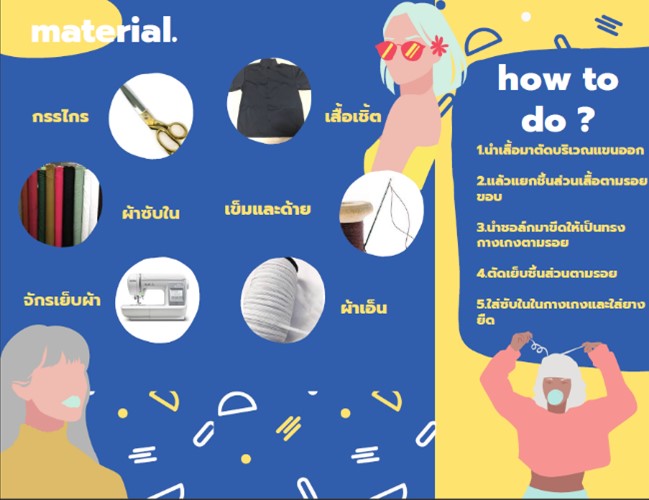 material.
กรรไกร
เสื้อเชิ้ต
ผ้าซับใน
เข็มและด้าย
จักรเย็บผ้า
ผ้าเอ็น
how to
do ?
1.นำเสื้อมาตัดบริเวณแขนออก
2.แล้วแยกชิ้นส่วนเสื้อตามรอย
ขอบ
3.นำชอล์กมาขีดให้เป็นทรง
กางเกงตามรอย
4.ตัดเย็บชิ้นส่วนตามรอย
5.ใส่ซับในในกางเกงและใส่ยาง
ยืด